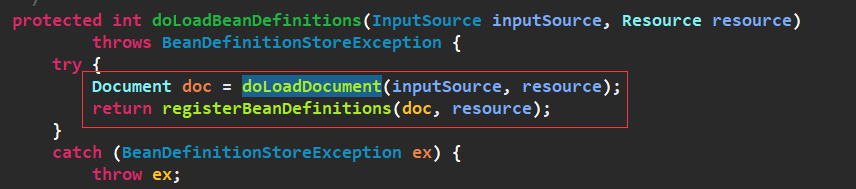 protected int doLoadBeanDefinitions(InputSource inputSource, Resource resource)
throws BeanDefinitionStoreException {
try {
Document doc = doLoadDocument(inputSource, resource);
return registerBeanDefinitions(doc, resource);
}
catch (BeanDefinitionStoreException ex) {
throw ex;